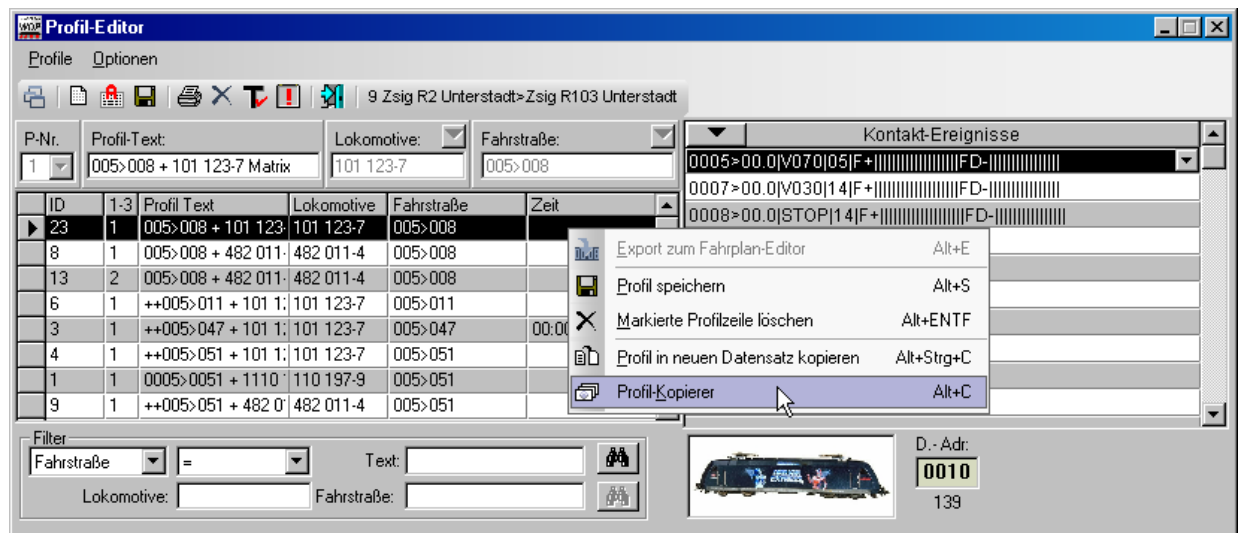 Profil-Editor
Profile Optionen
9 Zsig R2 Unterstadt>Zsig R103 Unterstadt
P-Nr. Profil-Text: Lokomotive: Fahrstraße:
1 005>008 + 101 123-7 Matrix 101 123-7 005>008
Kontakt-Ereignisse
0005>00.0|V070|05|F+||||||||||||||||||FD-||||||||||||||
0007>00.0|V030|14|F+||||||||||||||||||FD-||||||||||||||
0008>00.0|STOP|14|F+||||||||||||||||||FD-||||||||||||||
ID 1-3 Profil Text Lokomotive Fahrstraße Zeit
23 1 005>008 + 101 123- 101 123-7 005>008
8 1 005>008 + 482 011- 482 011-4 005>008
13 2 005>008 + 482 011- 482 011-4 005>008
6 1 ++005>011 + 101 1 101 123-7 005>011
3 1 ++005>047 + 101 1 101 123-7 005>047 00:00
4 1 ++005>051 + 101 1 101 123-7 005>051
1 1 0005>0051 + 1110 110 197-9 005>051
9 1 ++005>051 + 482 0 482 011-4 005>051
Export zum Fahrplan-Editor Alt+E
Profil speichern Alt+S
Markierte Profilzeile löschen Alt+ENTF
Profil in neuen Datensatz kopieren Alt+Strg+C
Profil-Kopierer Alt+C
Filter
Fahrstraße = Text:
Lokomotive: Fahrstraße:
D.- Adr:
0010
139